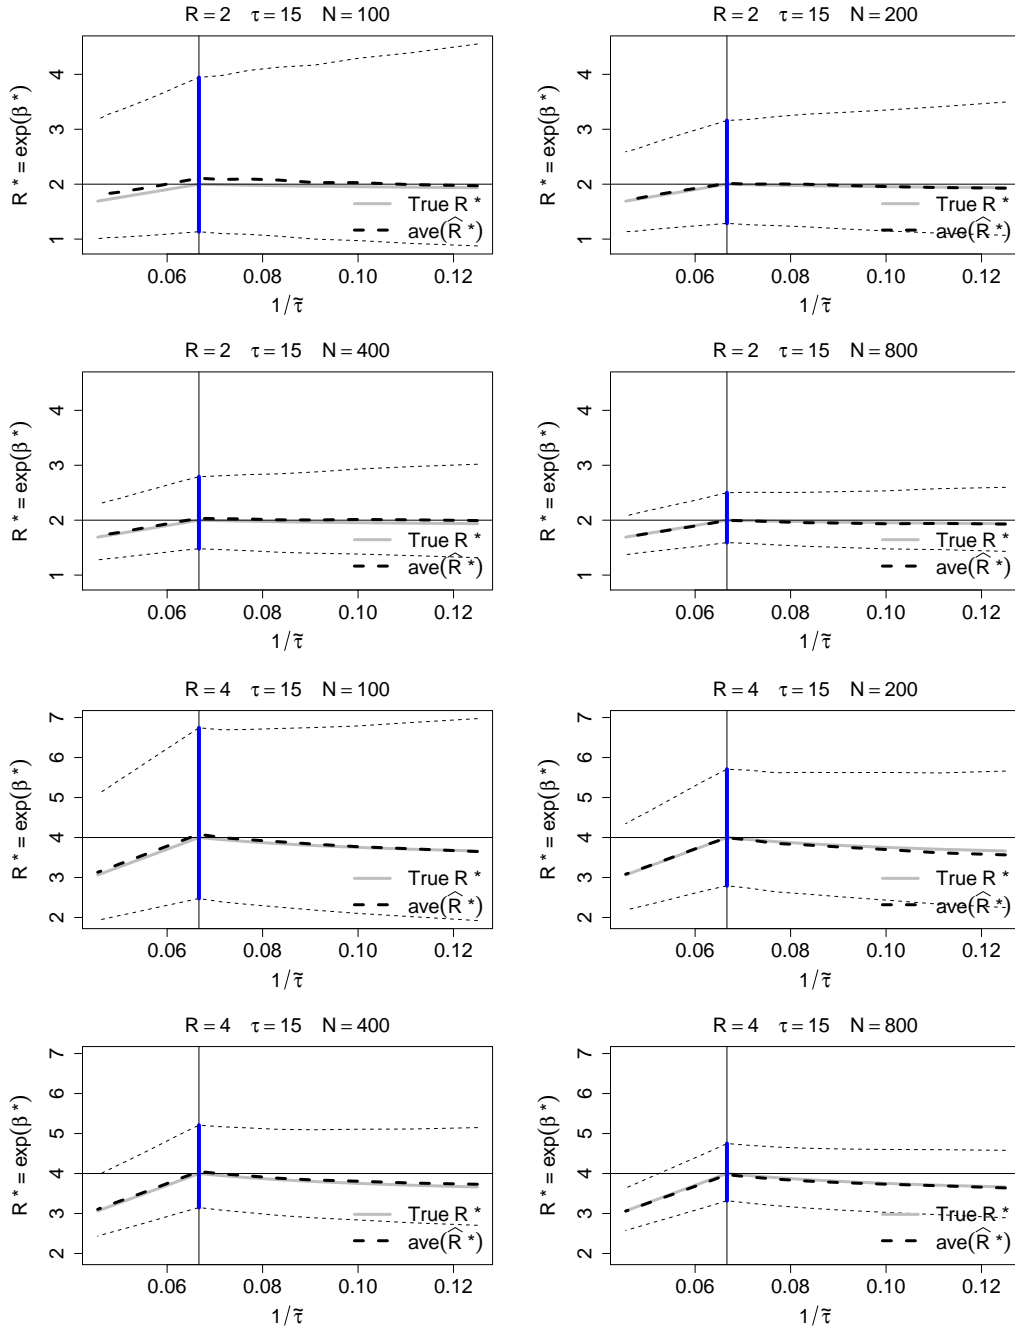 R = 2 τ = 15 N = 100
R* = exp(β*)
1 2 3 4
True R*
ave(R̂*)
0.06 0.08 0.10 0.12
1/τ̃
R = 2 τ = 15 N = 200
R* = exp(β*)
1 2 3 4
True R*
ave(R̂*)
0.06 0.08 0.10 0.12
1/τ̃
R = 2 τ = 15 N = 400
R* = exp(β*)
1 2 3 4
True R*
ave(R̂*)
0.06 0.08 0.10 0.12
1/τ̃
R = 2 τ = 15 N = 800
R* = exp(β*)
1 2 3 4
True R*
ave(R̂*)
0.06 0.08 0.10 0.12
1/τ̃
R = 4 τ = 15 N = 100
R* = exp(β*)
2 3 4 5 6 7
True R*
ave(R̂*)
0.06 0.08 0.10 0.12
1/τ̃
R = 4 τ = 15 N = 200
R* = exp(β*)
2 3 4 5 6 7
True R*
ave(R̂*)
0.06 0.08 0.10 0.12
1/τ̃
R = 4 τ = 15 N = 400
R* = exp(β*)
2 3 4 5 6 7
True R*
ave(R̂*)
0.06 0.08 0.10 0.12
1/τ̃
R = 4 τ = 15 N = 800
R* = exp(β*)
2 3 4 5 6 7
True R*
ave(R̂*)
0.06 0.08 0.10 0.12
1/τ̃